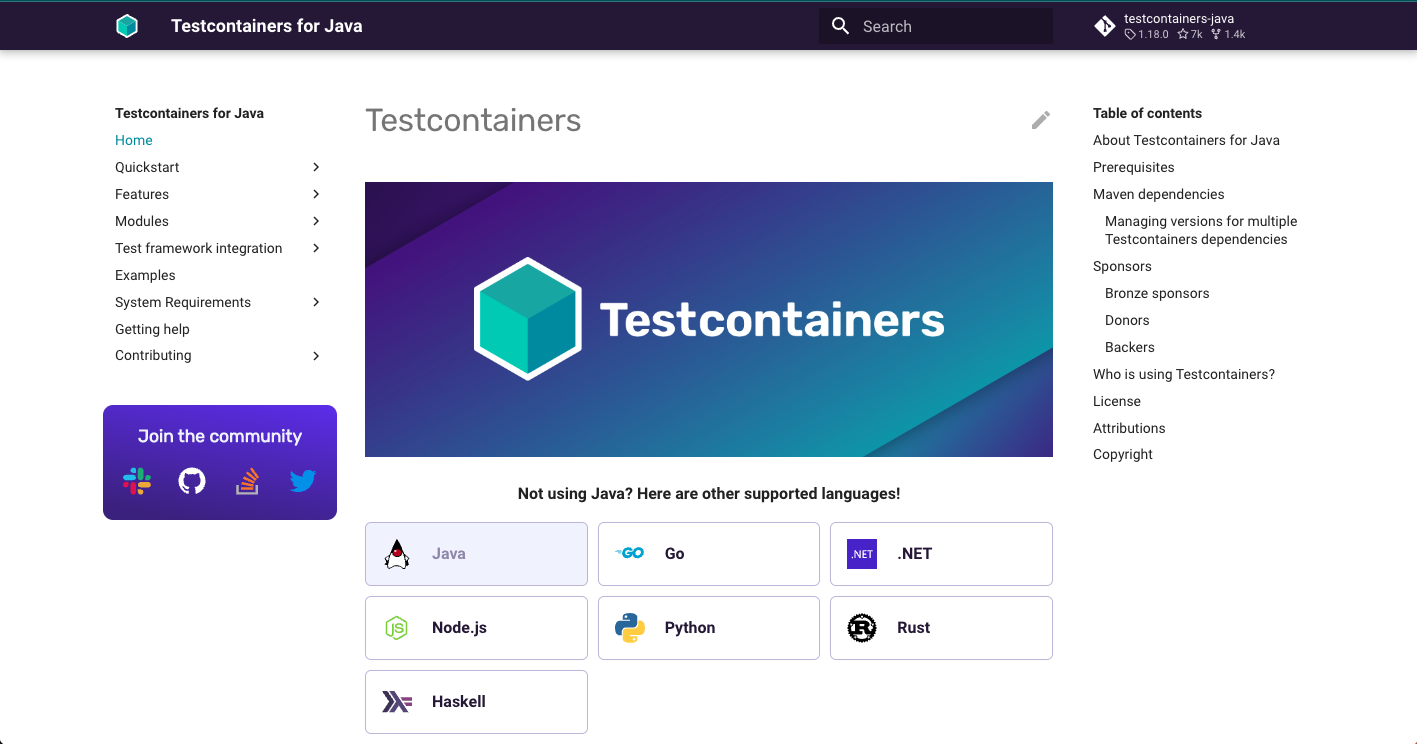 Testcontainers for Java
Search
testcontainers-java
1.18.0 7k 1.4k
Testcontainers for Java
Home
Quickstart
Features
Modules
Test framework integration
Examples
System Requirements
Getting help
Contributing
Join the community
Testcontainers
Testcontainers
Not using Java? Here are other supported languages!
Java
GO Go
.NET .NET
JS Node.js
Python
R Rust
Haskell
Table of contents
About Testcontainers for Java
Prerequisites
Maven dependencies
Managing versions for multiple
Testcontainers dependencies
Sponsors
Bronze sponsors
Donors
Backers
Who is using Testcontainers?
License
Attributions
Copyright